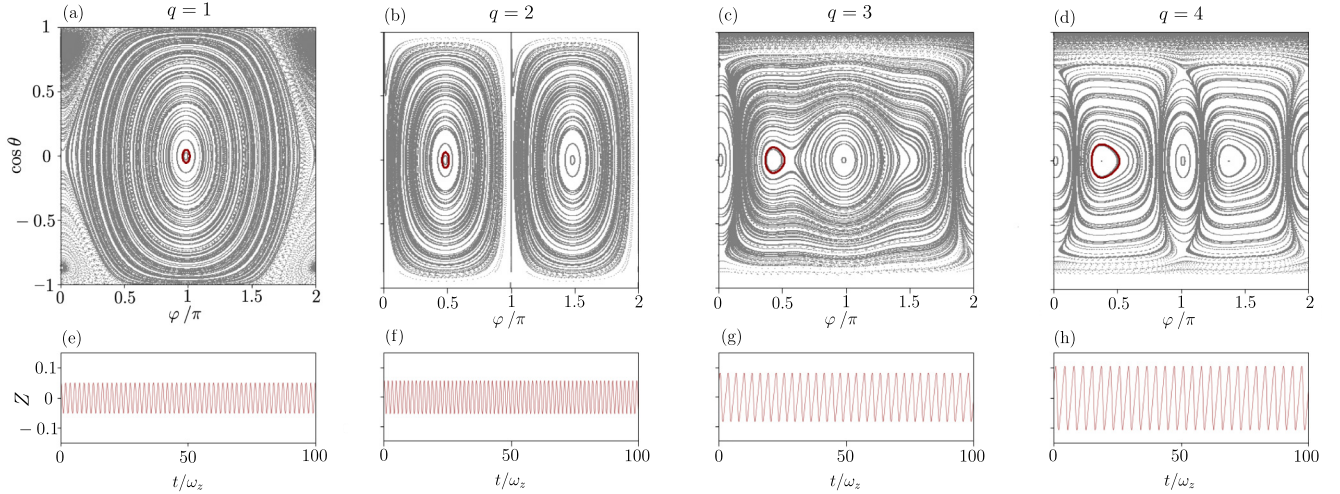 (a) q = 1
(b) q = 2
(c) q = 3
(d) q = 4
1
0.5
0
− 0.5
−1
cos θ
0 0.5 1 1.5 2
φ/π
0 0.5 1 1.5 2
φ/π
0 0.5 1 1.5 2
φ/π
0 0.5 1 1.5 2
φ/π
(e)
(f)
(g)
(h)
0.1
0
− 0.1
Z
0 50 100
t/ω_z
0 50 100
t/ω_z
0 50 100
t/ω_z
0 50 100
t/ω_z